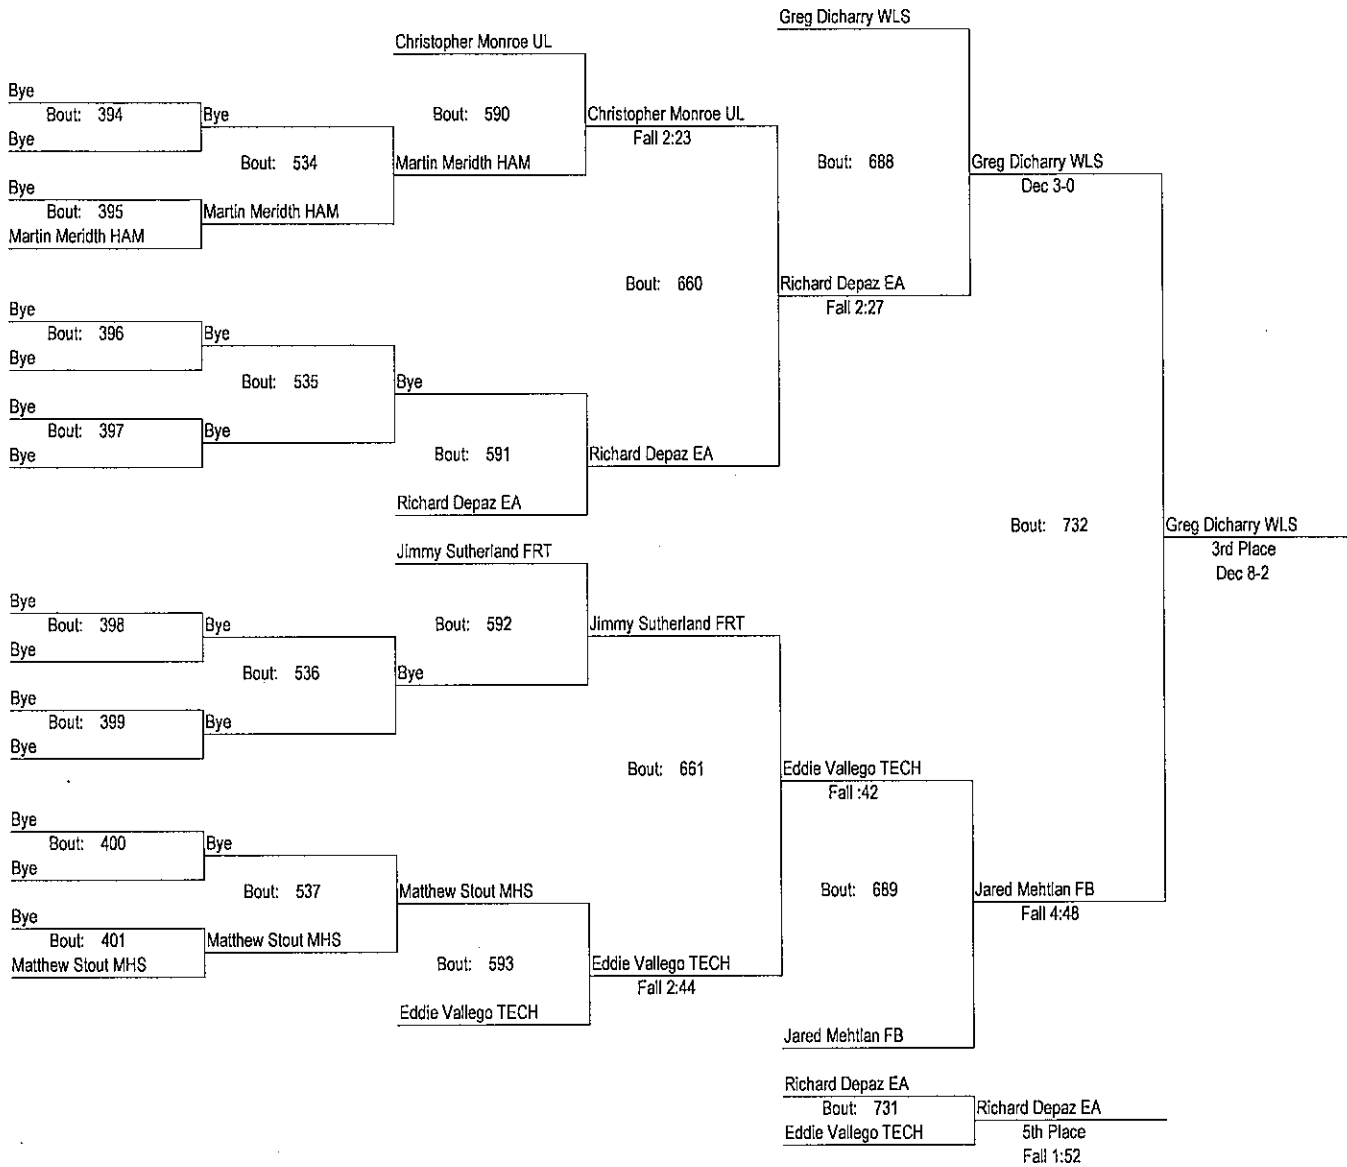 Greg Dicharry WLS
Christopher Monroe UL
Bye
Bout: 394
Bye
Bye
Bout: 590
Christopher Monroe UL
Fall 2:23
Bout: 534
Martin Meridth HAM
Bout: 688
Greg Dicharry WLS
Dec 3-0
Bye
Bout: 395
Martin Meridth HAM
Martin Meridth HAM
Bout: 660
Richard Depaz EA
Fall 2:27
Bye
Bout: 396
Bye
Bye
Bout: 535
Bye
Bye
Bout: 397
Bye
Bye
Bout: 591
Richard Depaz EA
Richard Depaz EA
Bout: 732
Greg Dicharry WLS
3rd Place
Dec 8-2
Jimmy Sutherland FRT
Bye
Bout: 398
Bye
Bye
Bout: 592
Jimmy Sutherland FRT
Bout: 536
Bye
Bye
Bout: 399
Bye
Bye
Bout: 661
Eddie Vallego TECH
Fall :42
Bye
Bout: 400
Bye
Bye
Bout: 537
Matthew Stout MHS
Bout: 689
Jared Mehtlan FB
Fall 4:48
Bye
Bout: 401
Matthew Stout MHS
Matthew Stout MHS
Bout: 593
Eddie Vallego TECH
Fall 2:44
Eddie Vallego TECH
Jared Mehtlan FB
Richard Depaz EA
Bout: 731
Richard Depaz EA
Eddie Vallego TECH
5th Place
Fall 1:52